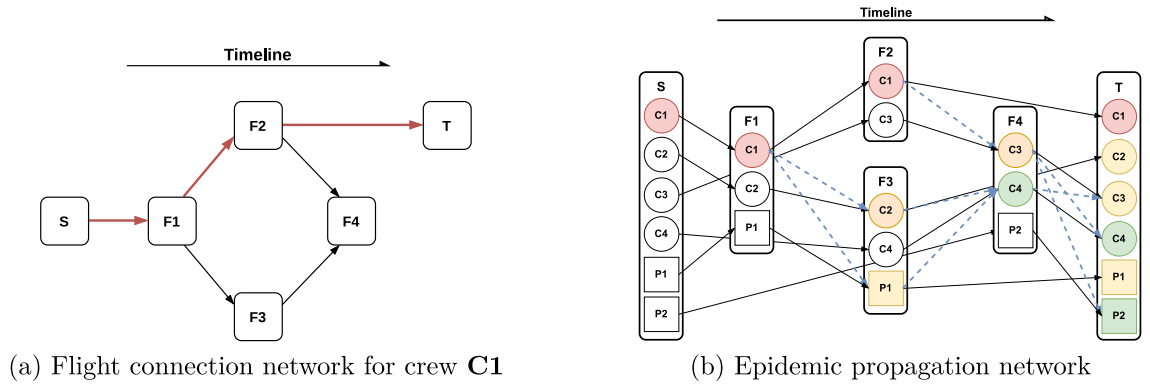 Timeline
F2
T
S
F1
F4
F3
(a) Flight connection network for crew C1
Timeline
S
C1
C2
C3
C4
P1
P2
F1
C1
C2
P1
F2
C1
C3
F3
C2
C4
P1
F4
C3
C4
P2
T
C1
C2
C3
C4
P1
P2
(b) Epidemic propagation network